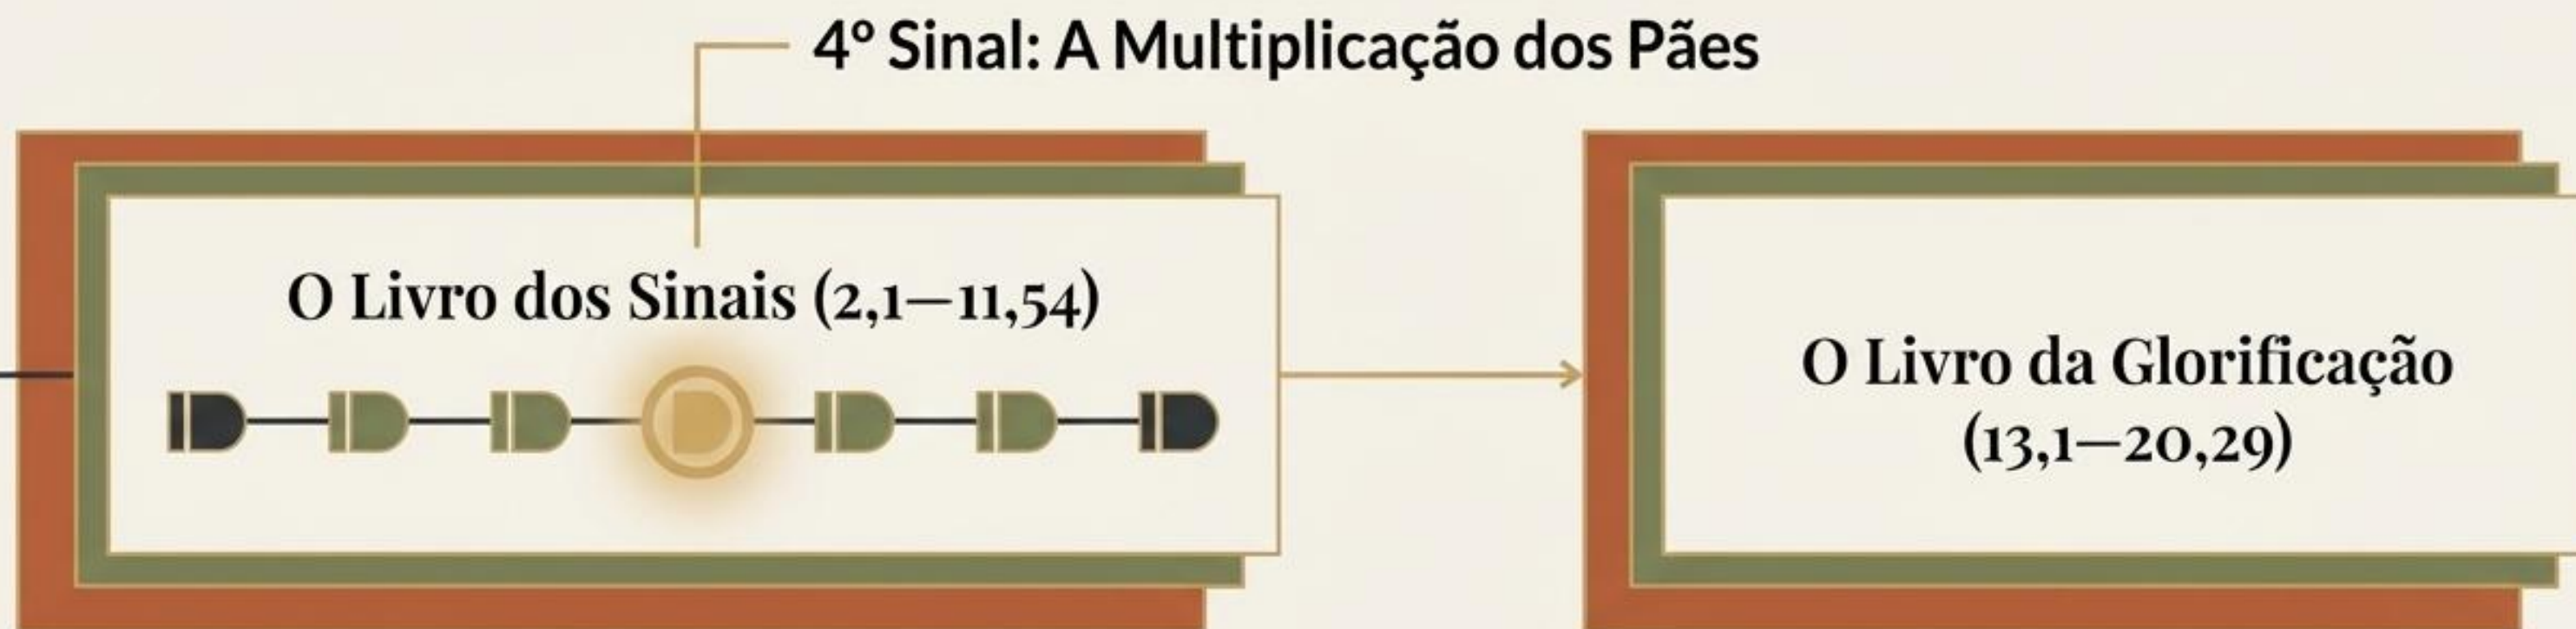 4º Sinal: A Multiplicação dos Pães
O Livro dos Sinais (2,1—11,54)
O Livro da Glorificação
(13,1—20,29)